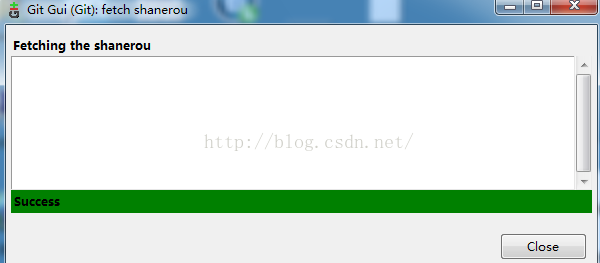 Git Gui (Git): fetch shanerou
Fetching the shanerou
http://blog.csdn.net/
Success
Close